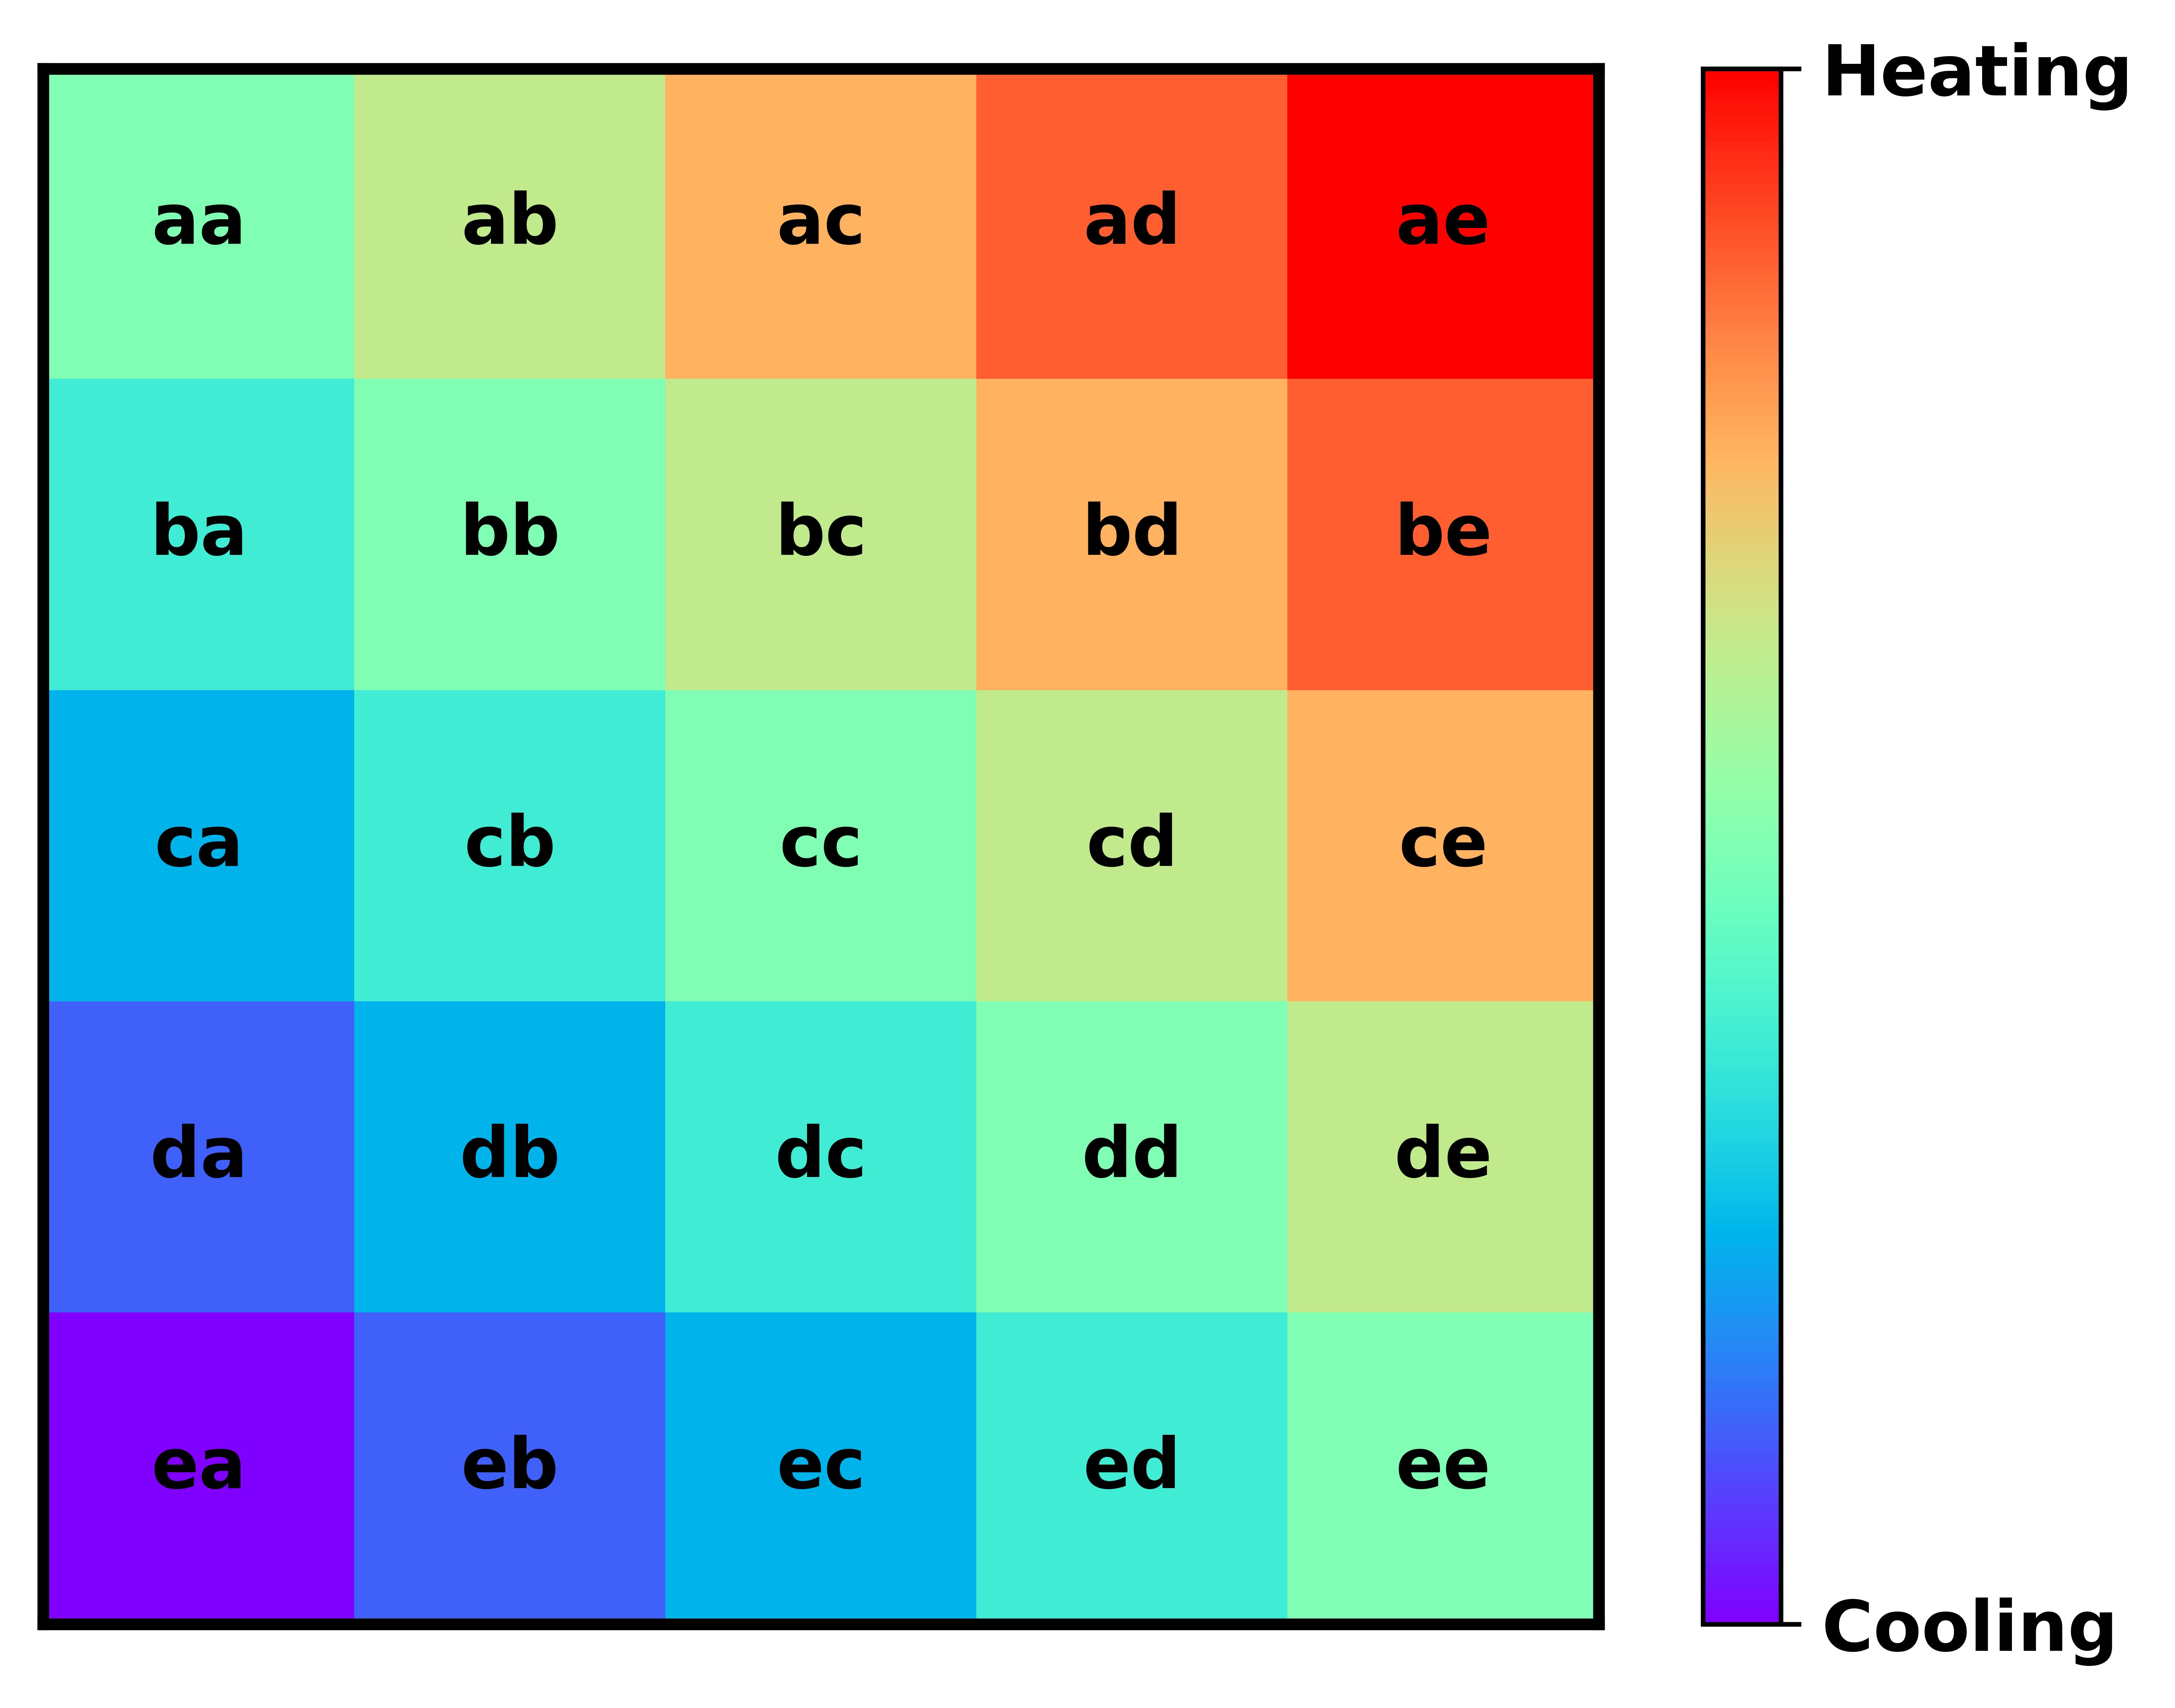 Heating
aa ab ac ad ae
ba bb bc bd be
ca cb cc cd ce
da db dc dd de
ea eb ec ed ee
Cooling